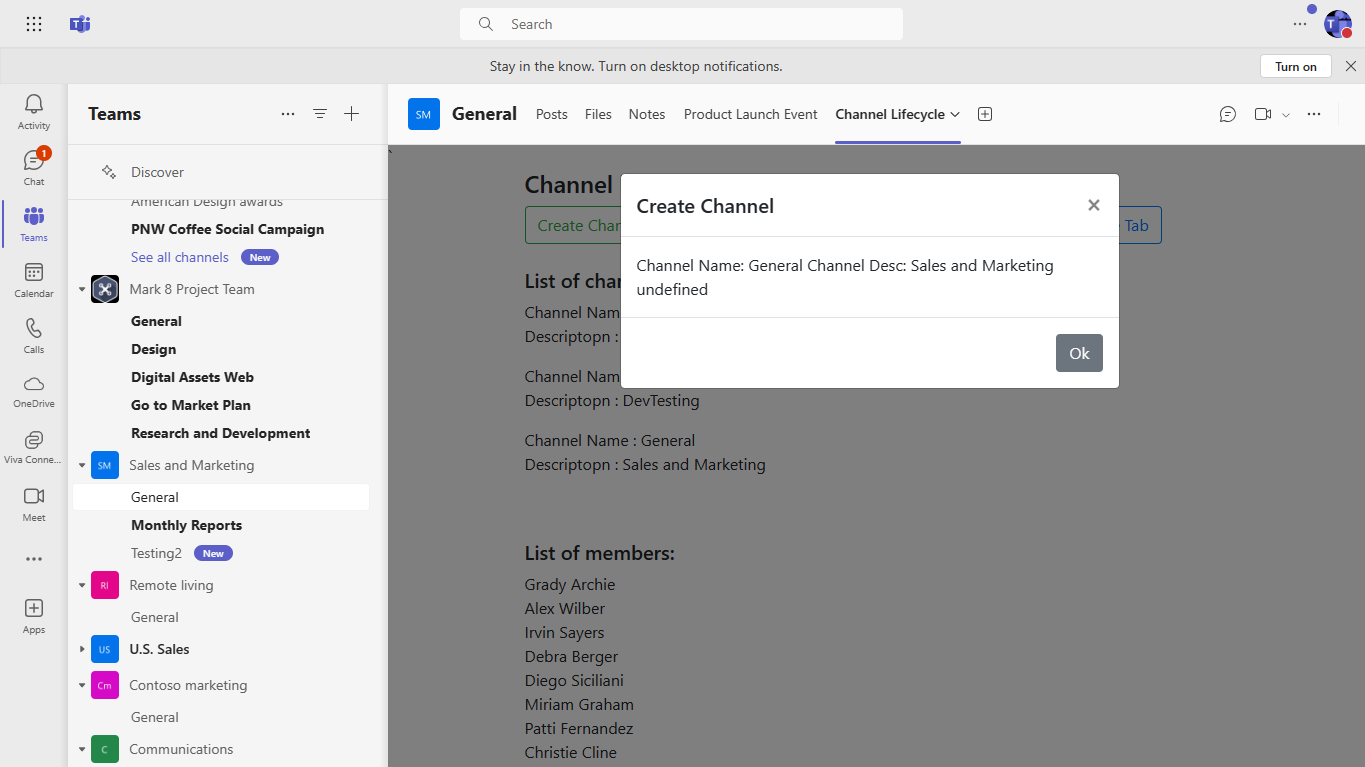 Search
Stay in the know. Turn on desktop notifications.
Turn on
Activity
Chat
1
Teams
Calendar
Calls
OneDrive
Viva Conne...
Meet
Apps
Teams
Discover
American Design awards
PNW Coffee Social Campaign
See all channels New
Mark 8 Project Team
General
Design
Digital Assets Web
Go to Market Plan
Research and Development
SM Sales and Marketing
General
Monthly Reports
Testing2 New
Rl Remote living
General
US U.S. Sales
Cm Contoso marketing
General
C Communications
SM General Posts Files Notes Product Launch Event Channel Lifecycle
Channel
Create Chan
Tab
Create Channel ×
Channel Name: General Channel Desc: Sales and Marketing
undefined
Ok
List of chan
Channel Nam
Descriptopn :
Channel Nam
Descriptopn : DevTesting
Channel Name : General
Descriptopn : Sales and Marketing
List of members:
Grady Archie
Alex Wilber
Irvin Sayers
Debra Berger
Diego Siciliani
Miriam Graham
Patti Fernandez
Christie Cline